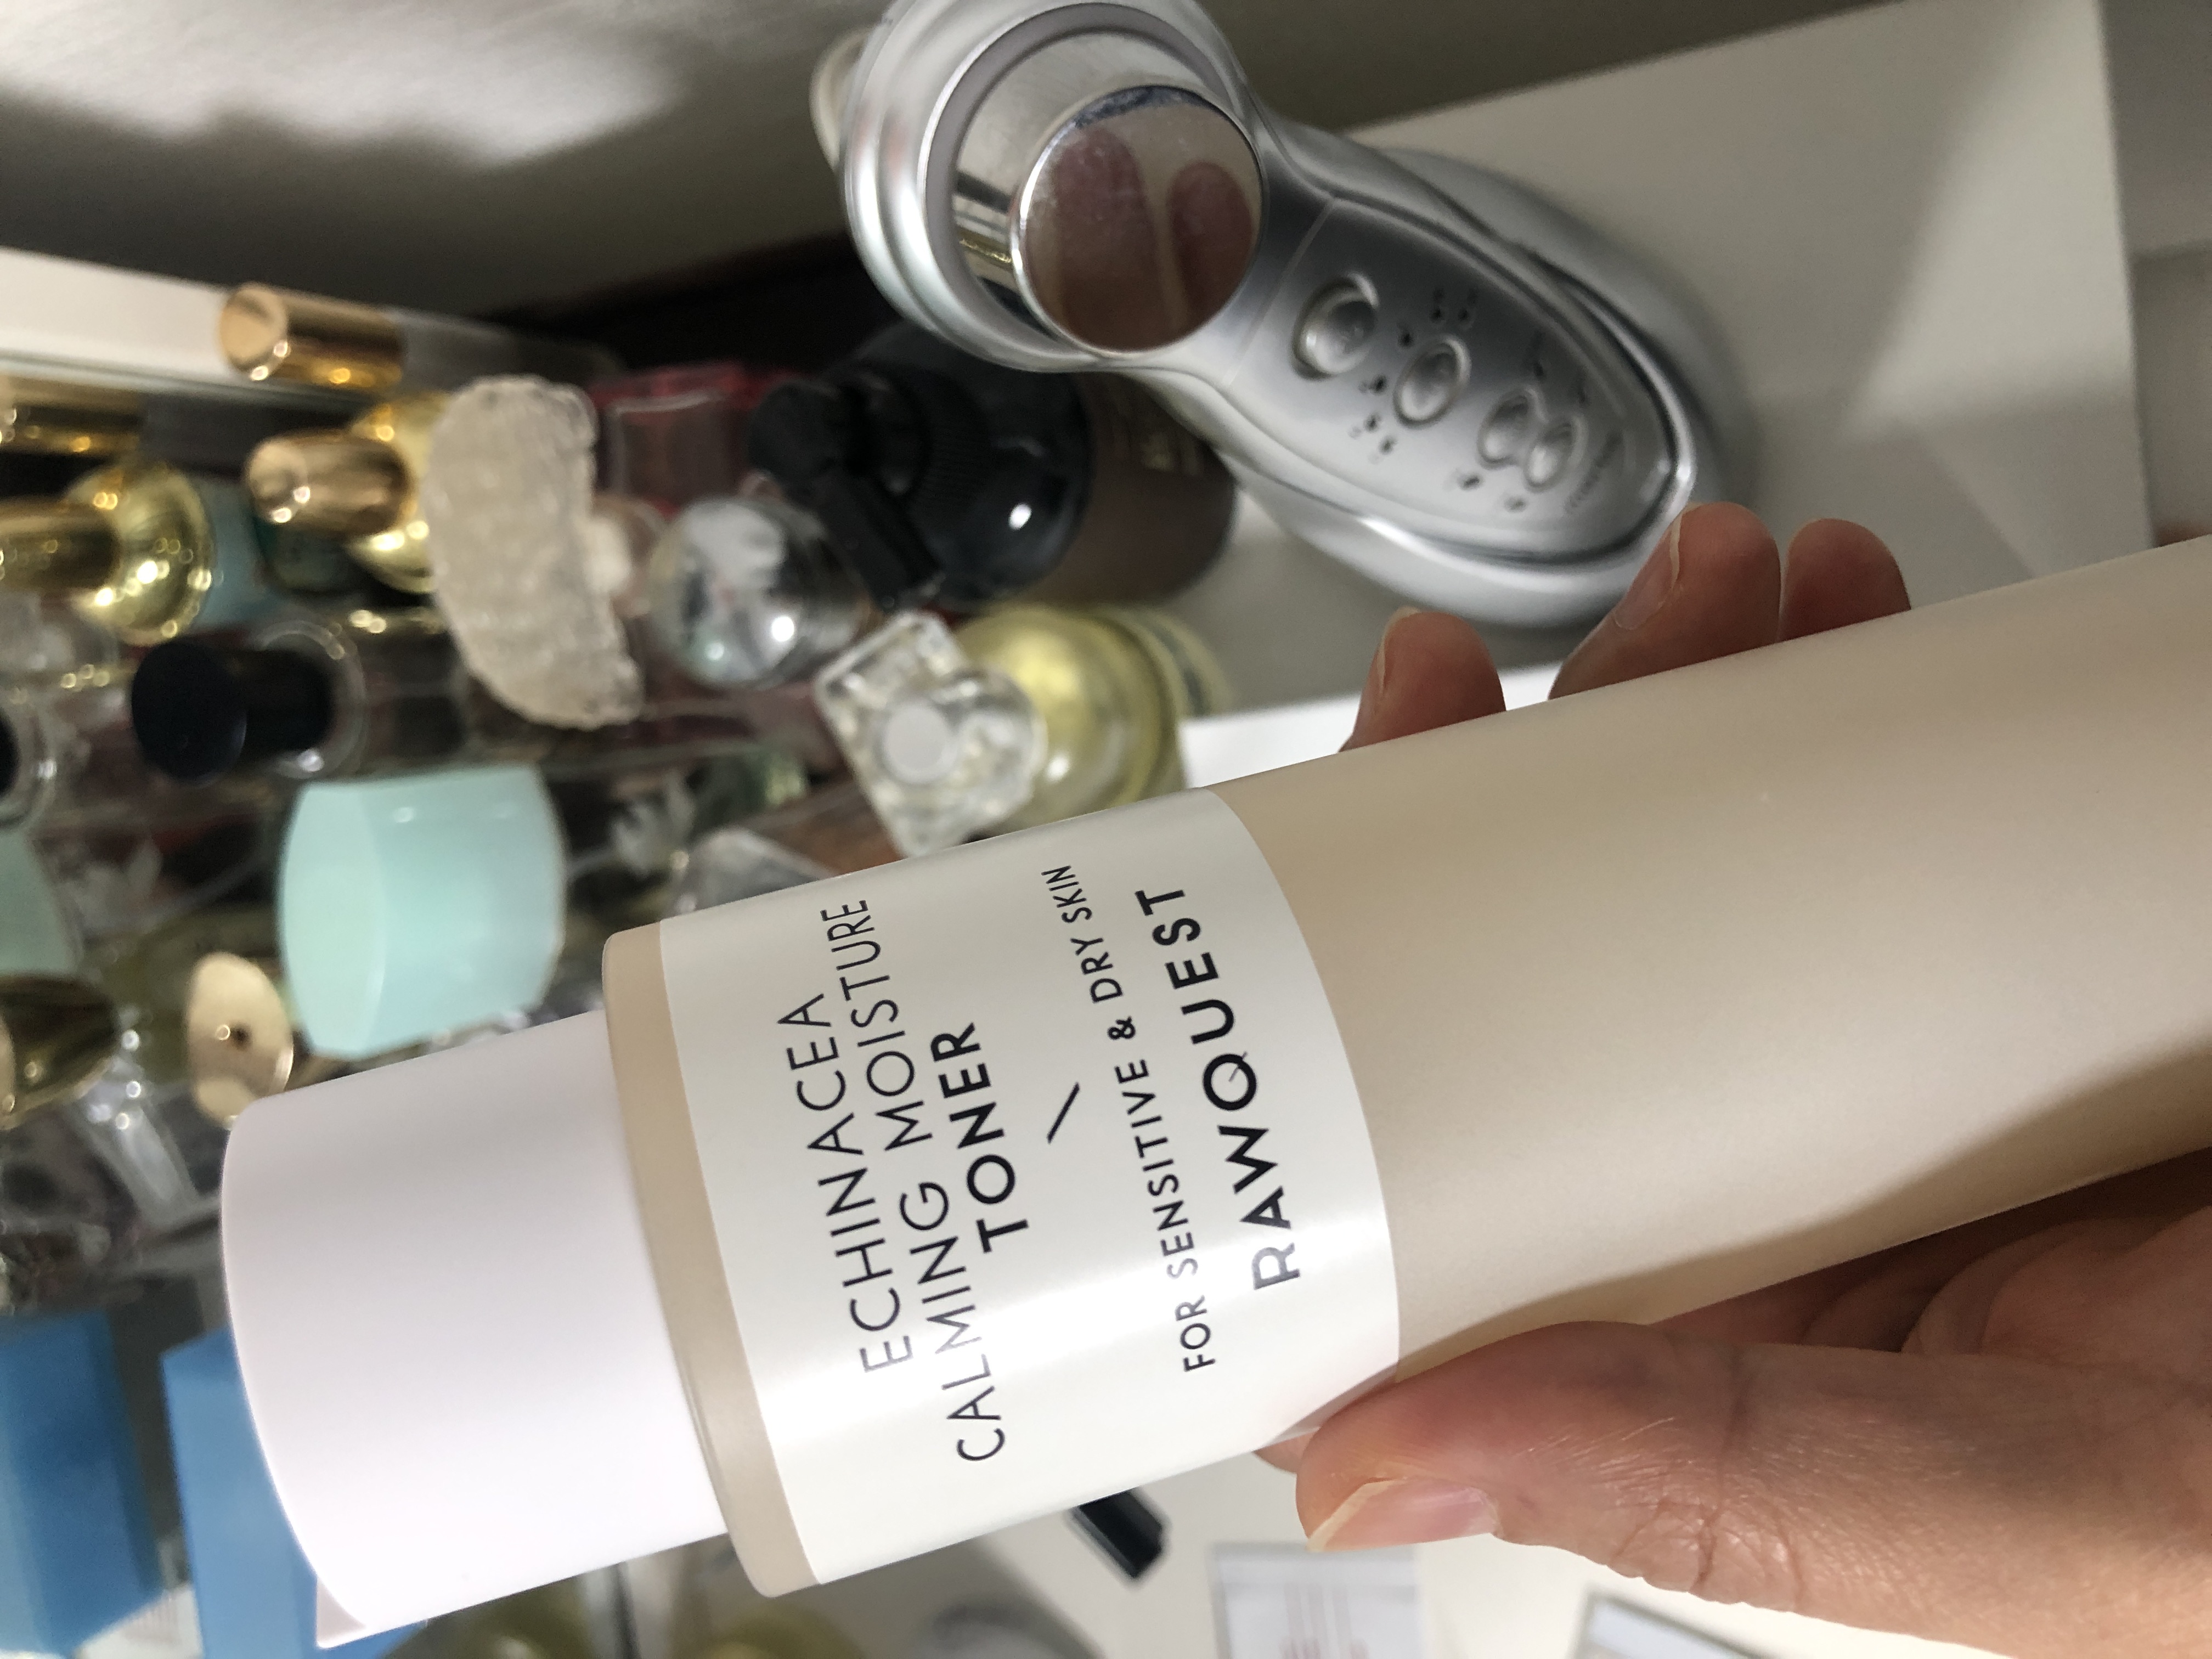 ECHINACEA
CALMING MOISTURE
TONER
FOR SENSITIVE & DRY SKIN
RAWQUEST